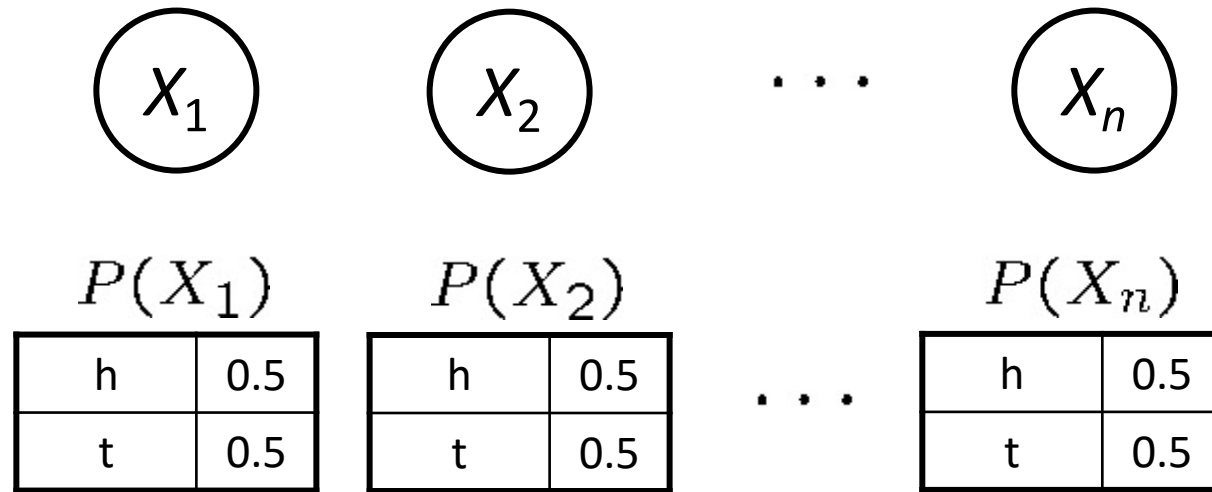 X₁ X₂ . . . Xₙ
P(X₁) P(X₂) P(Xₙ)
h 0.5 h 0.5 . . . h 0.5
t 0.5 t 0.5 t 0.5